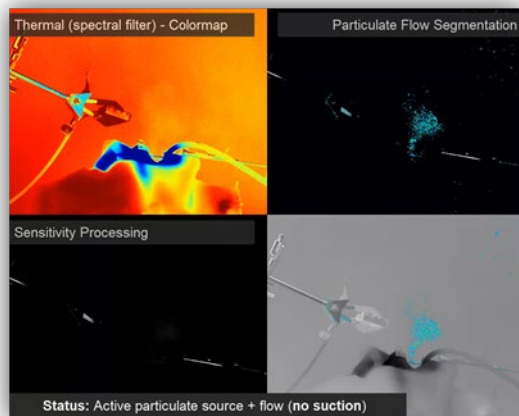 Thermal (spectral filter) - Colormap
Particulate Flow Segmentation
Sensitivity Processing
Status: Active particulate source + flow (no suction)